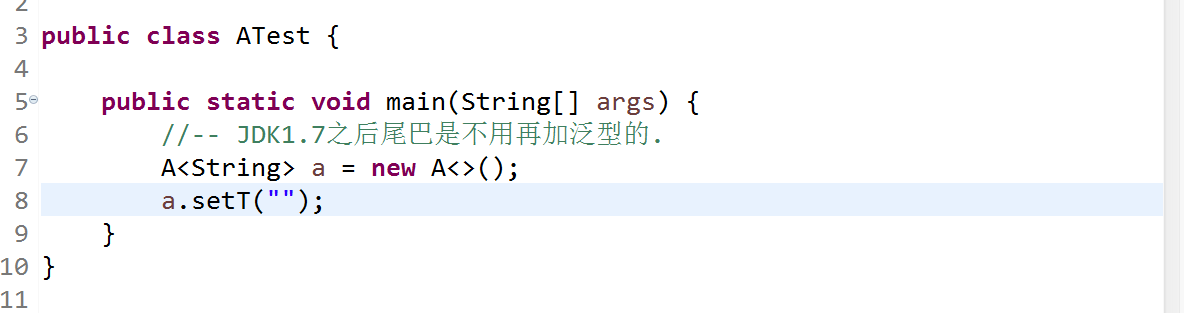 2
3 public class ATest {
4
5 public static void main(String[] args) {
6 //-- JDK1.7之后尾巴是不用再加泛型的.
7 A<String> a = new A<>();
8 a.setT("");
9 }
10 }
11